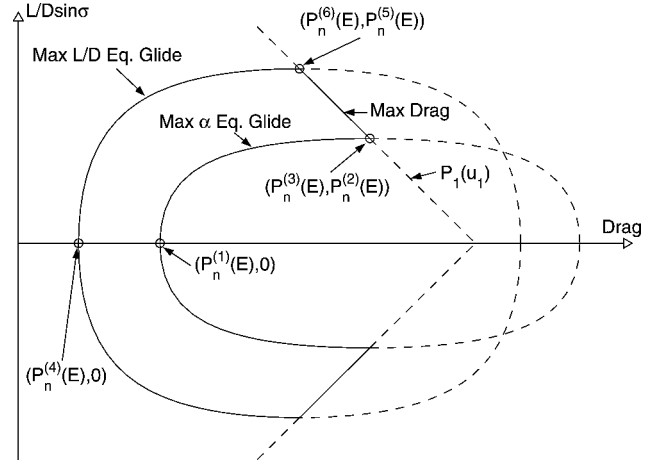 L/Dsinσ
(P_n^(6)(E),P_n^(5)(E))
Max L/D Eq. Glide
Max Drag
Max α Eq. Glide
(P_n^(3)(E),P_n^(2)(E))
P_1(u_1)
Drag
(P_n^(1)(E),0)
(P_n^(4)(E),0)